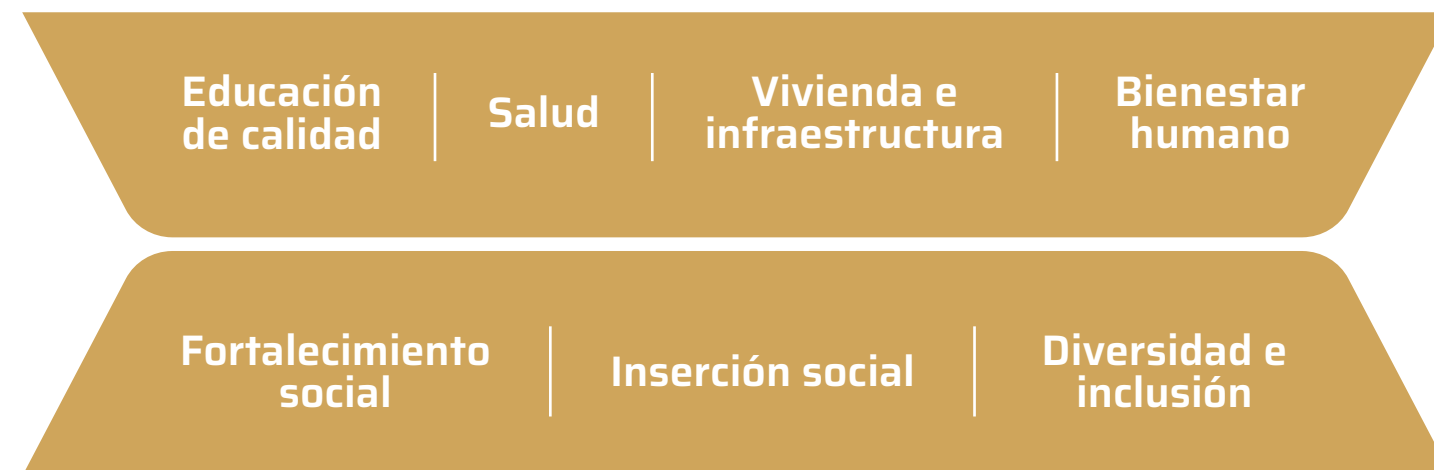 Educación
de calidad
Salud
Vivienda e
infraestructura
Bienestar
humano
Fortalecimiento
social
Inserción social
Diversidad e
inclusión